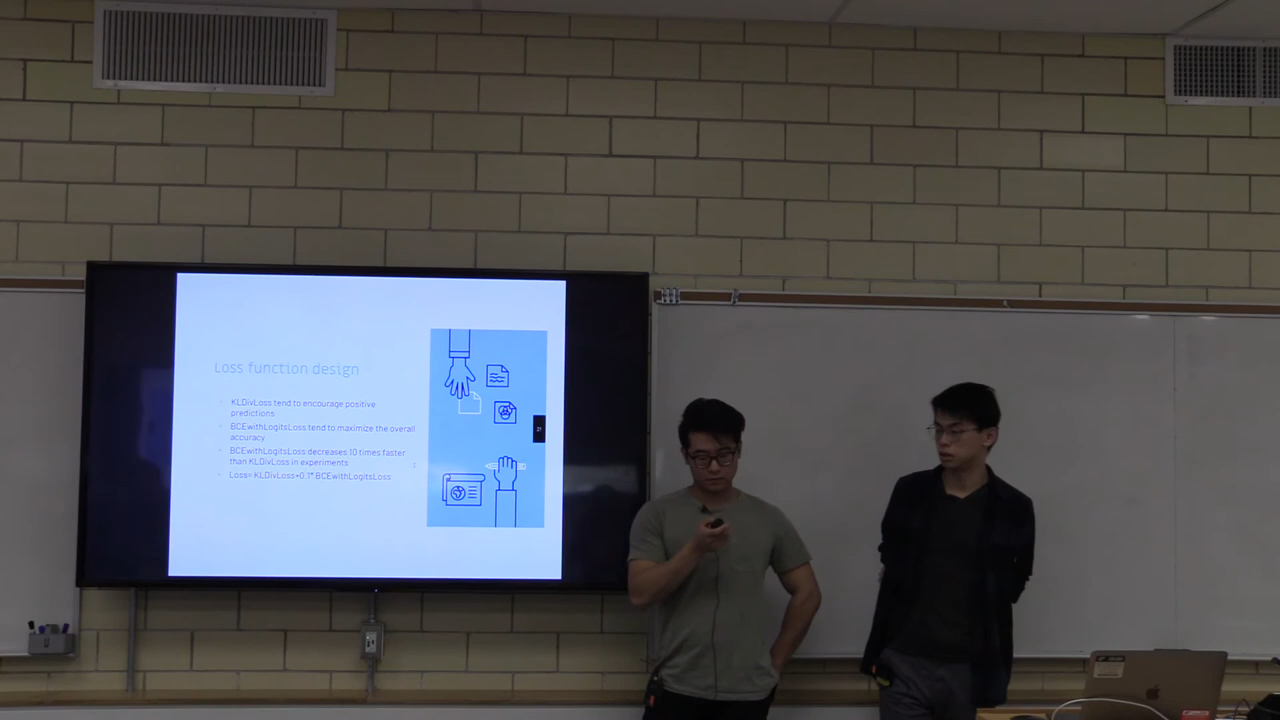 Loss function design
KLDivLoss tend to encourage positive
predictions
BCEwithLogitsLoss tend to maximize the overall
accuracy
BCEwithLogitsLoss decreases 10 times faster
than KLDivLoss in experiments
Loss= KLDivLoss+0.1* BCEwithLogitsLoss
21